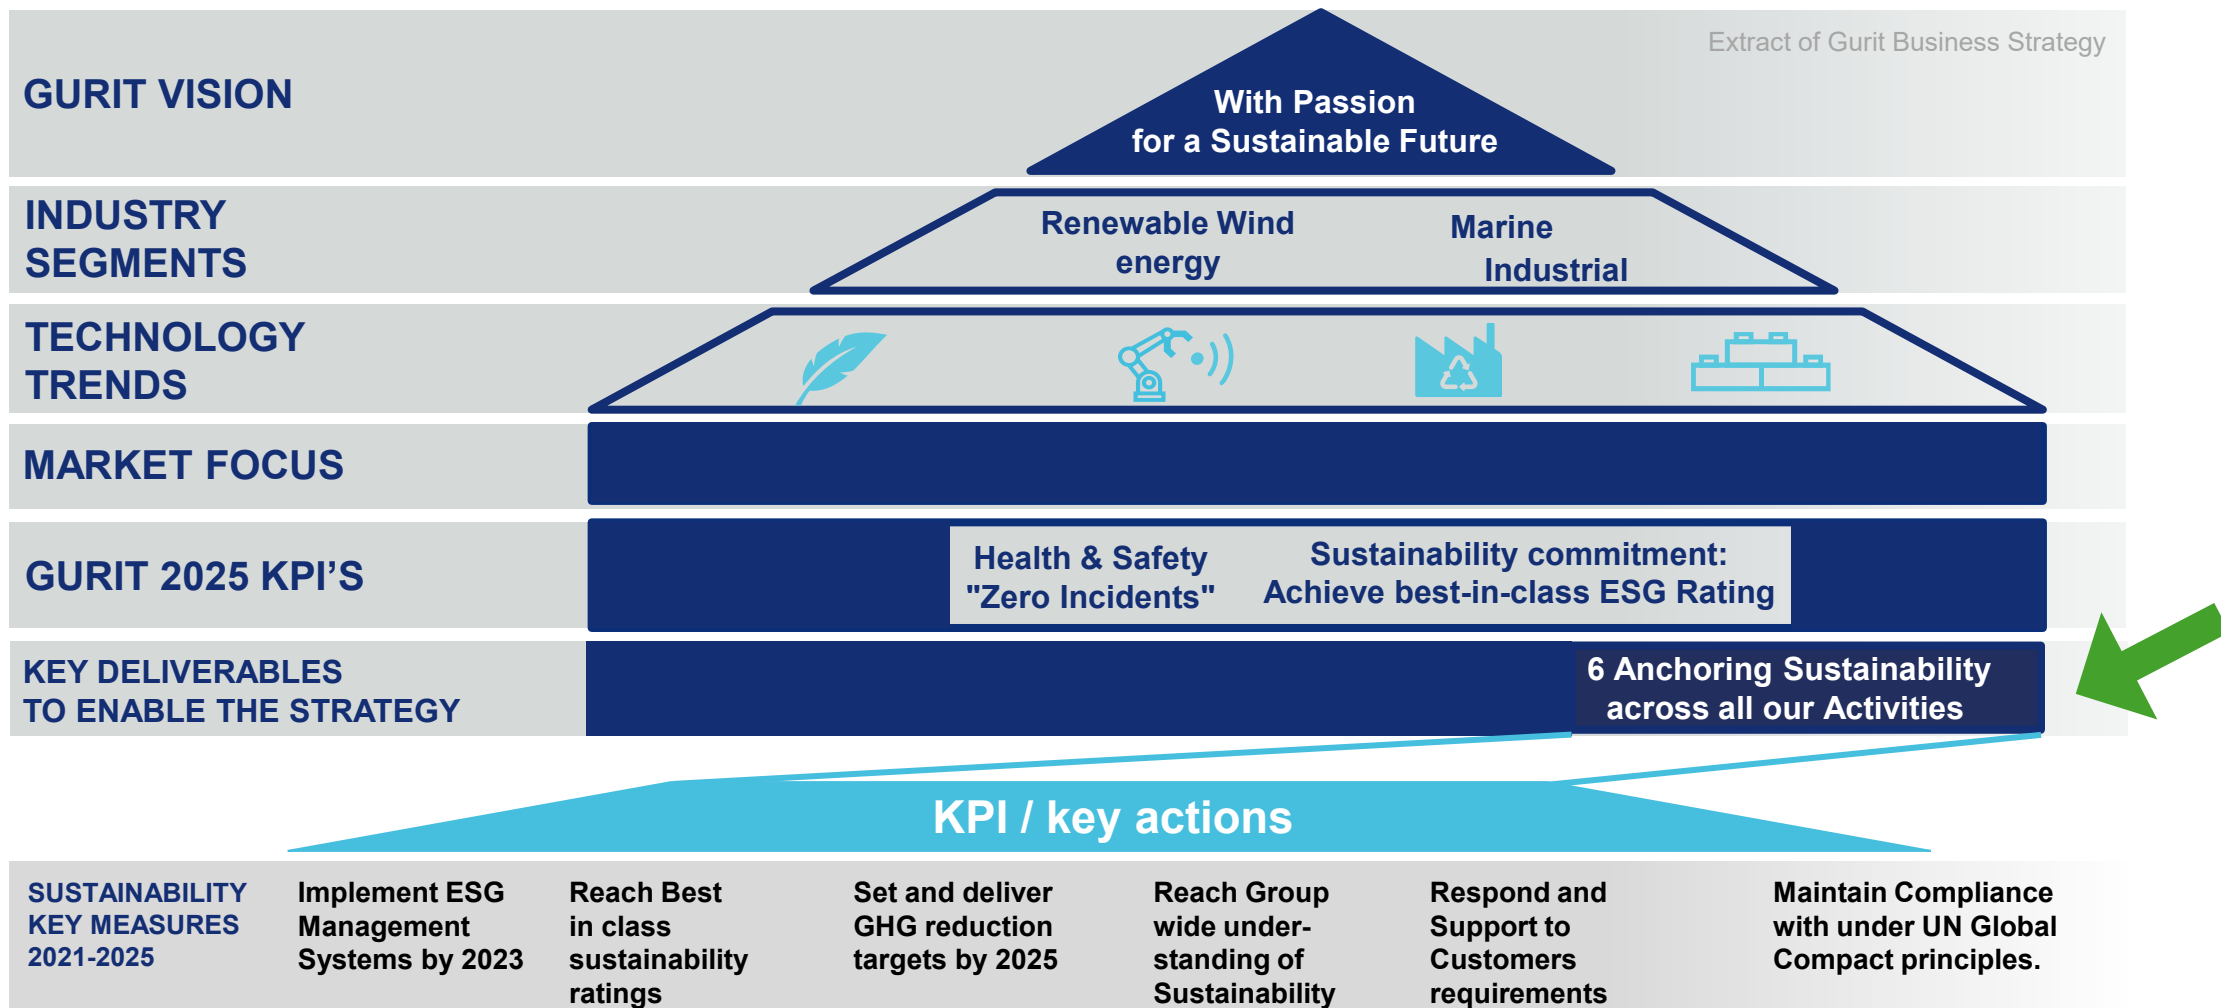 Extract of Gurit Business Strategy
GURIT VISION
With Passion
for a Sustainable Future
INDUSTRY
SEGMENTS
Renewable Wind
energy
Marine
Industrial
TECHNOLOGY
TRENDS
MARKET FOCUS
GURIT 2025 KPI’S
Health & Safety
"Zero Incidents"
Sustainability commitment:
Achieve best-in-class ESG Rating
KEY DELIVERABLES
TO ENABLE THE STRATEGY
6 Anchoring Sustainability
across all our Activities
KPI / key actions
SUSTAINABILITY
KEY MEASURES
2021-2025
Implement ESG
Management
Systems by 2023
Reach Best
in class
sustainability
ratings
Set and deliver
GHG reduction
targets by 2025
Reach Group
wide under-
standing of
Sustainability
Respond and
Support to
Customers
requirements
Maintain Compliance
with under UN Global
Compact principles.